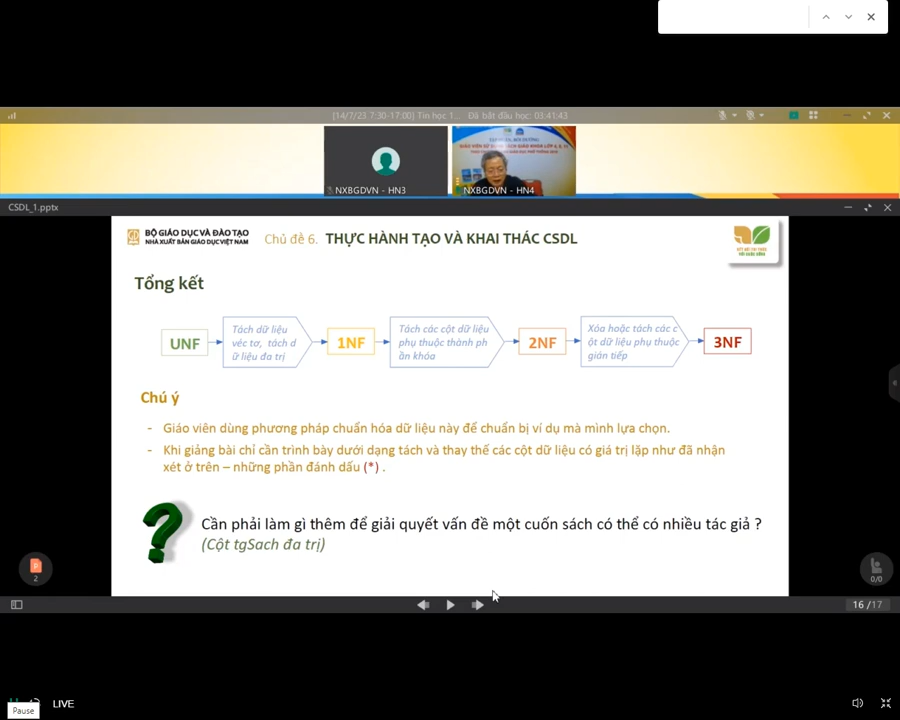 [14/7/23 7:30-17:00] Tin học 1... Đã bắt đầu học: 03:41:43
NXBGDVN - HN3
NXBGDVN - HN4
CSDL_1.pptx
BỘ GIÁO DỤC VÀ ĐÀO TẠO
NHÀ XUẤT BẢN GIÁO DỤC VIỆT NAM
Chủ đề 6. THỰC HÀNH TẠO VÀ KHAI THÁC CSDL
Tổng kết
UNF
Tách dữ liệu
véc tơ, tách d
ữ liệu đa trị
1NF
Tách các cột dữ liệu
phụ thuộc thành ph
ần khóa
2NF
Xóa hoặc tách các c
ột dữ liệu phụ thuộc
gián tiếp
3NF
Chú ý
- Giáo viên dùng phương pháp chuẩn hóa dữ liệu này để chuẩn bị ví dụ mà mình lựa chọn.
- Khi giảng bài chỉ cần trình bày dưới dạng tách và thay thế các cột dữ liệu có giá trị lặp như đã nhận
xét ở trên – những phần đánh dấu (*) .
?
Cần phải làm gì thêm để giải quyết vấn đề một cuốn sách có thể có nhiều tác giả ?
(Cột tgSach đa trị)
2
0/0
16 /17
LIVE
Pause